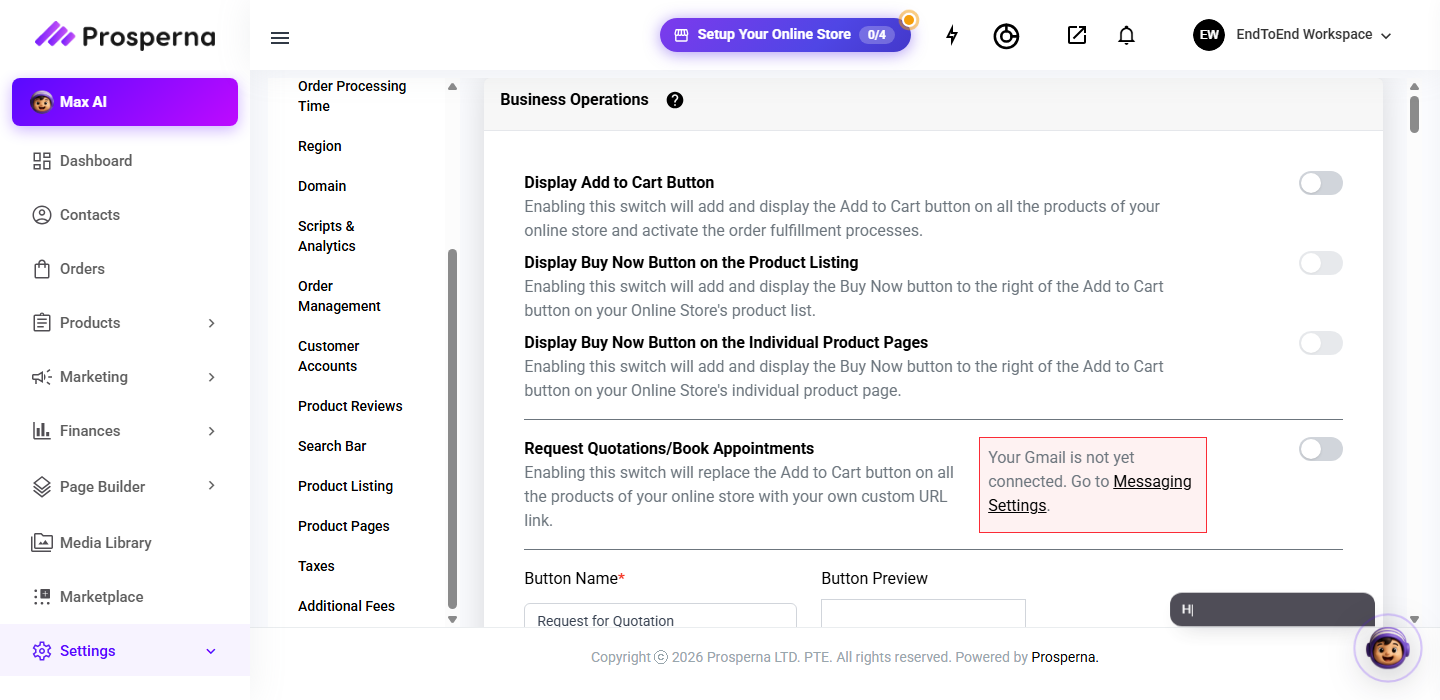 Prosperna
Setup Your Online Store 0/4
EW EndToEnd Workspace
Max AI
Dashboard
Contacts
Orders
Products
Marketing
Finances
Page Builder
Media Library
Marketplace
Settings
Order Processing
Time
Region
Domain
Scripts &
Analytics
Order
Management
Customer
Accounts
Product Reviews
Search Bar
Product Listing
Product Pages
Taxes
Additional Fees
Business Operations ?
Display Add to Cart Button
Enabling this switch will add and display the Add to Cart button on all the products of your
online store and activate the order fulfillment processes.
Display Buy Now Button on the Product Listing
Enabling this switch will add and display the Buy Now button to the right of the Add to Cart
button on your Online Store's product list.
Display Buy Now Button on the Individual Product Pages
Enabling this switch will add and display the Buy Now button to the right of the Add to Cart
button on your Online Store's individual product page.
Request Quotations/Book Appointments
Enabling this switch will replace the Add to Cart button on all
the products of your online store with your own custom URL
link.
Your Gmail is not yet
connected. Go to Messaging
Settings.
Button Name*
Button Preview
Request for Quotation
H|
Copyright © 2026 Prosperna LTD. PTE. All rights reserved. Powered by Prosperna.